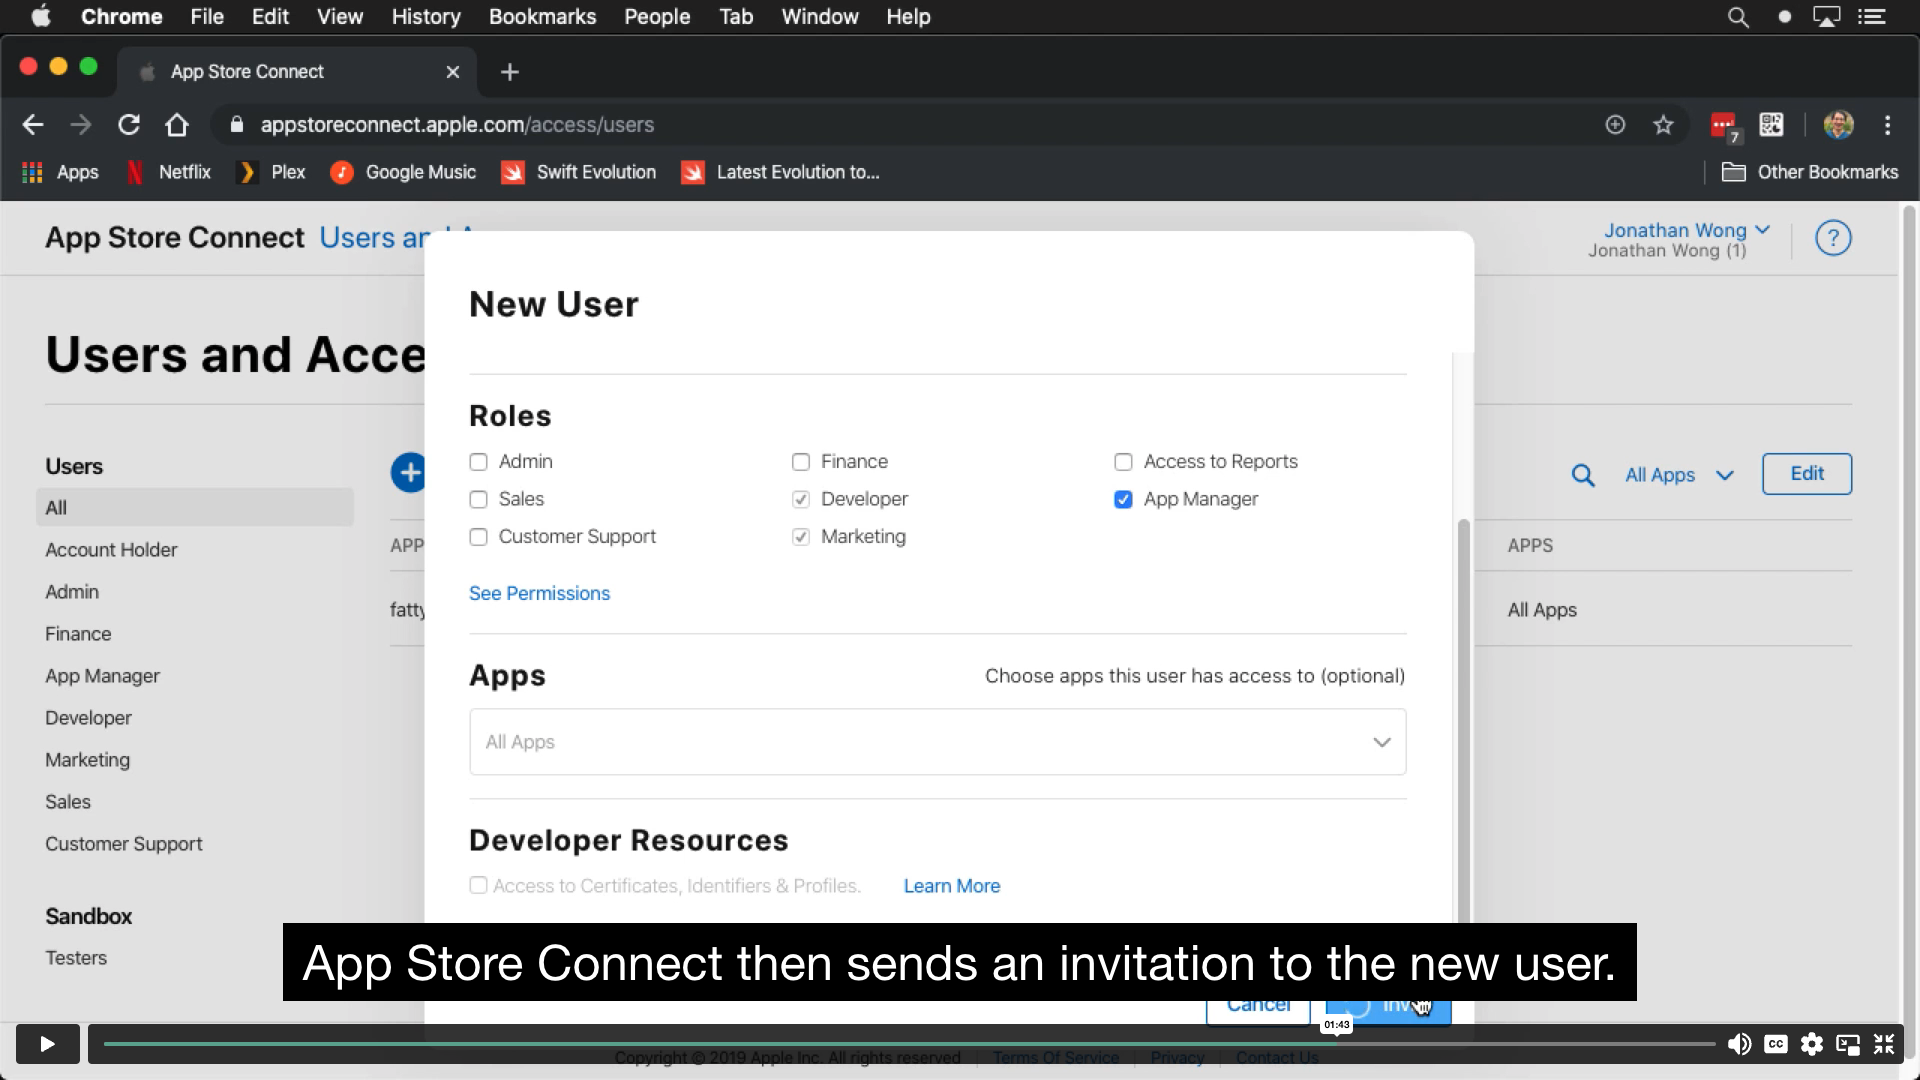 Chrome File Edit View History Bookmarks People Tab Window Help
App Store Connect
appstoreconnect.apple.com/access/users
7
Apps Netflix Plex Google Music Swift Evolution Latest Evolution to... Other Bookmarks
App Store Connect Users and A
Jonathan Wong
Jonathan Wong (1)
?
Users and Acce
Users
All
Account Holder
Admin
Finance
App Manager
Developer
Marketing
Sales
Customer Support
Sandbox
Testers
APP
fatty
New User
Roles
Admin Finance Access to Reports
Sales Developer App Manager
Customer Support Marketing
See Permissions
Apps Choose apps this user has access to (optional)
All Apps
Developer Resources
Access to Certificates, Identifiers & Profiles. Learn More
All Apps Edit
APPS
All Apps
App Store Connect then sends an invitation to the new user.
Cancel
01:43
CC
Copyright © 2019 Apple Inc. All rights reserved Terms Of Service Privacy Contact Us